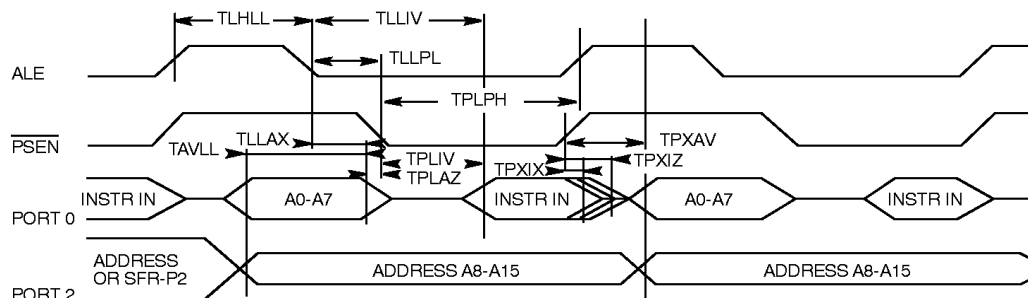 TLHLL TLLIV
TLLPL
ALE
TPLPH
PSEN
TLLAX
TPXAV
TAVLL
TPLIV
TPXIZ
TPLAZ
TPXIX
INSTR IN A0-A7 INSTR IN A0-A7 INSTR IN
PORT 0
ADDRESS
OR SFR-P2
ADDRESS A8-A15 ADDRESS A8-A15
PORT 2